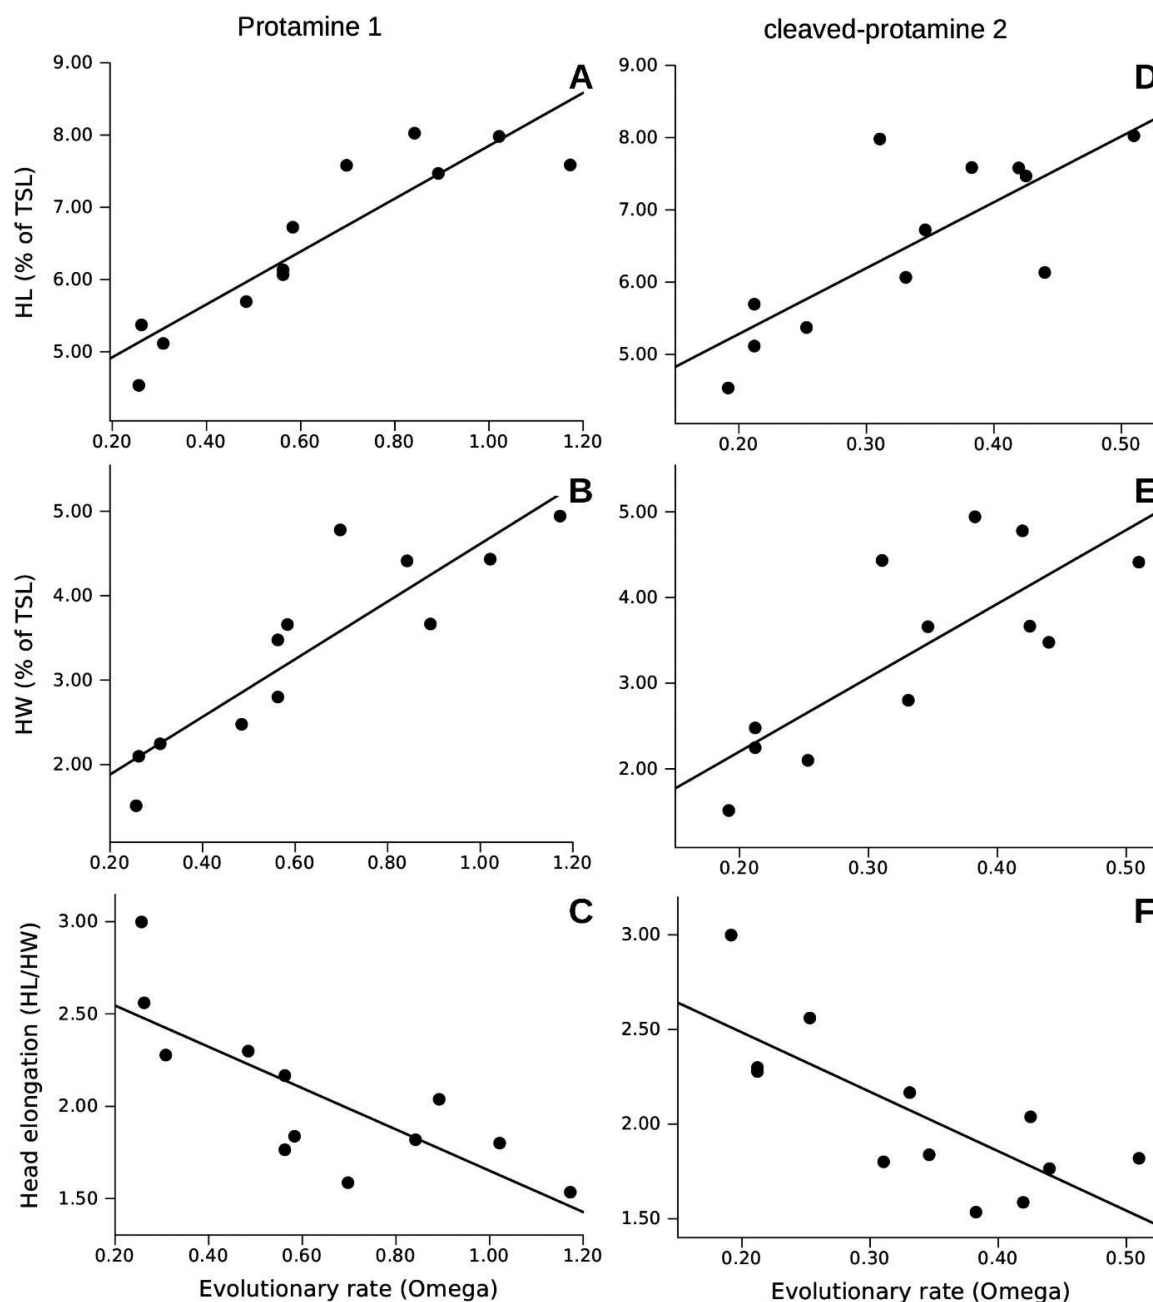 Protamine 1
cleaved-protamine 2
A
HL (% of TSL)
9.00
8.00
7.00
6.00
5.00
0.20 0.40 0.60 0.80 1.00 1.20
D
9.00
8.00
7.00
6.00
5.00
0.20 0.30 0.40 0.50
B
HW (% of TSL)
5.00
4.00
3.00
2.00
0.20 0.40 0.60 0.80 1.00 1.20
E
5.00
4.00
3.00
2.00
0.20 0.30 0.40 0.50
C
Head elongation (HL/HW)
3.00
2.50
2.00
1.50
0.20 0.40 0.60 0.80 1.00 1.20
Evolutionary rate (Omega)
F
3.00
2.50
2.00
1.50
0.20 0.30 0.40 0.50
Evolutionary rate (Omega)